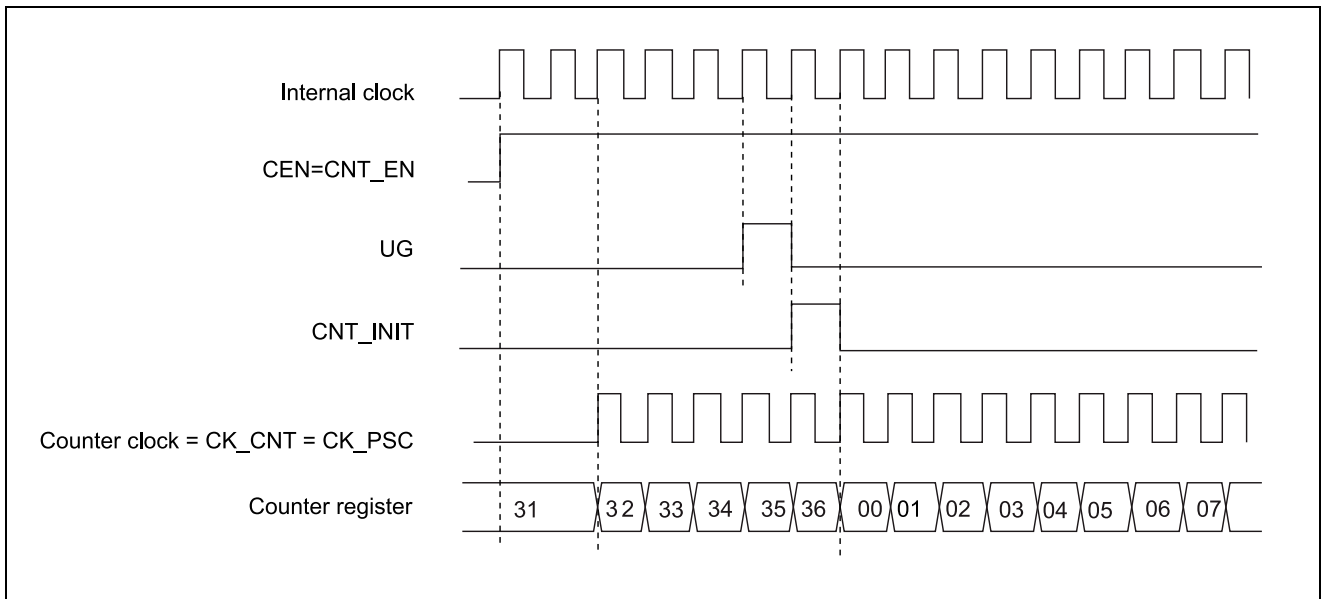 Internal clock
CEN=CNT_EN
UG
CNT_INIT
Counter clock = CK_CNT = CK_PSC
Counter register
31 32 33 34 35 36 00 01 02 03 04 05 06 07